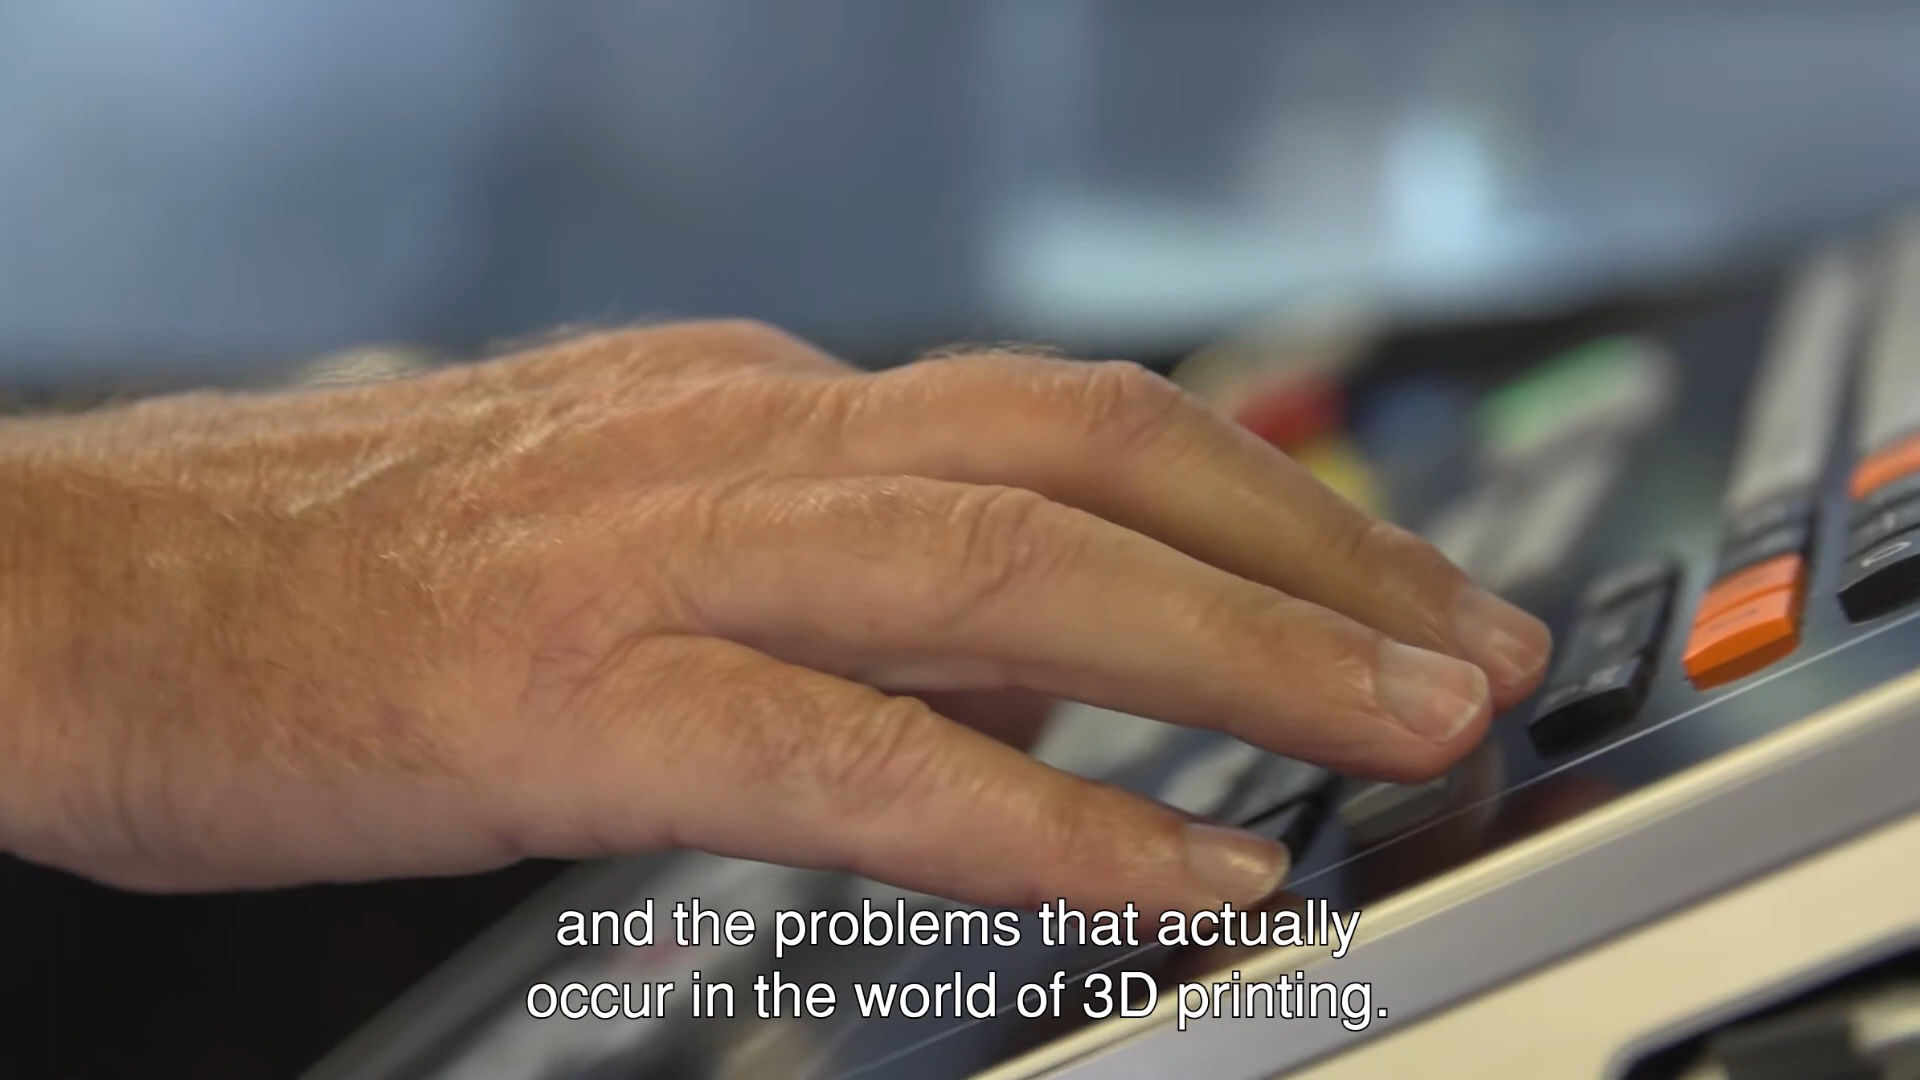 and the problems that actually
occur in the world of 3D printing.